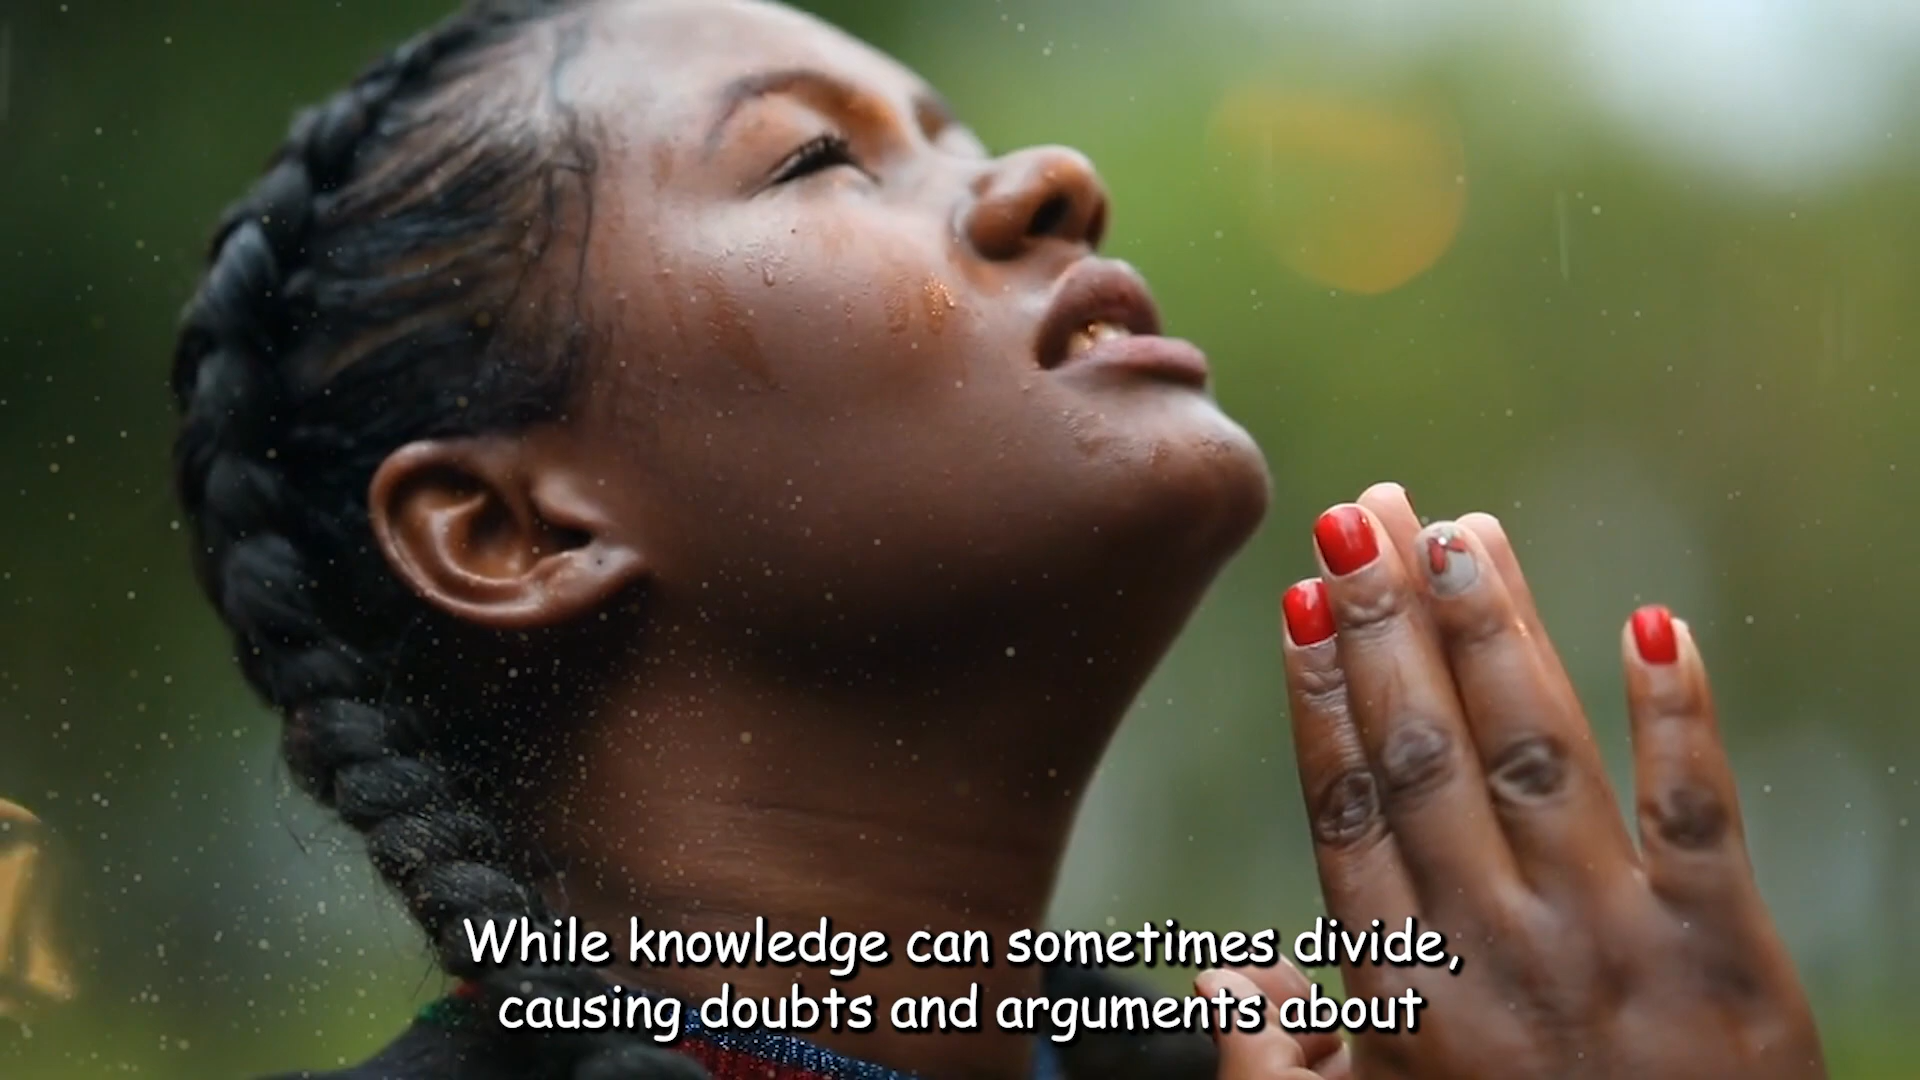 While knowledge can sometimes divide,
causing doubts and arguments about